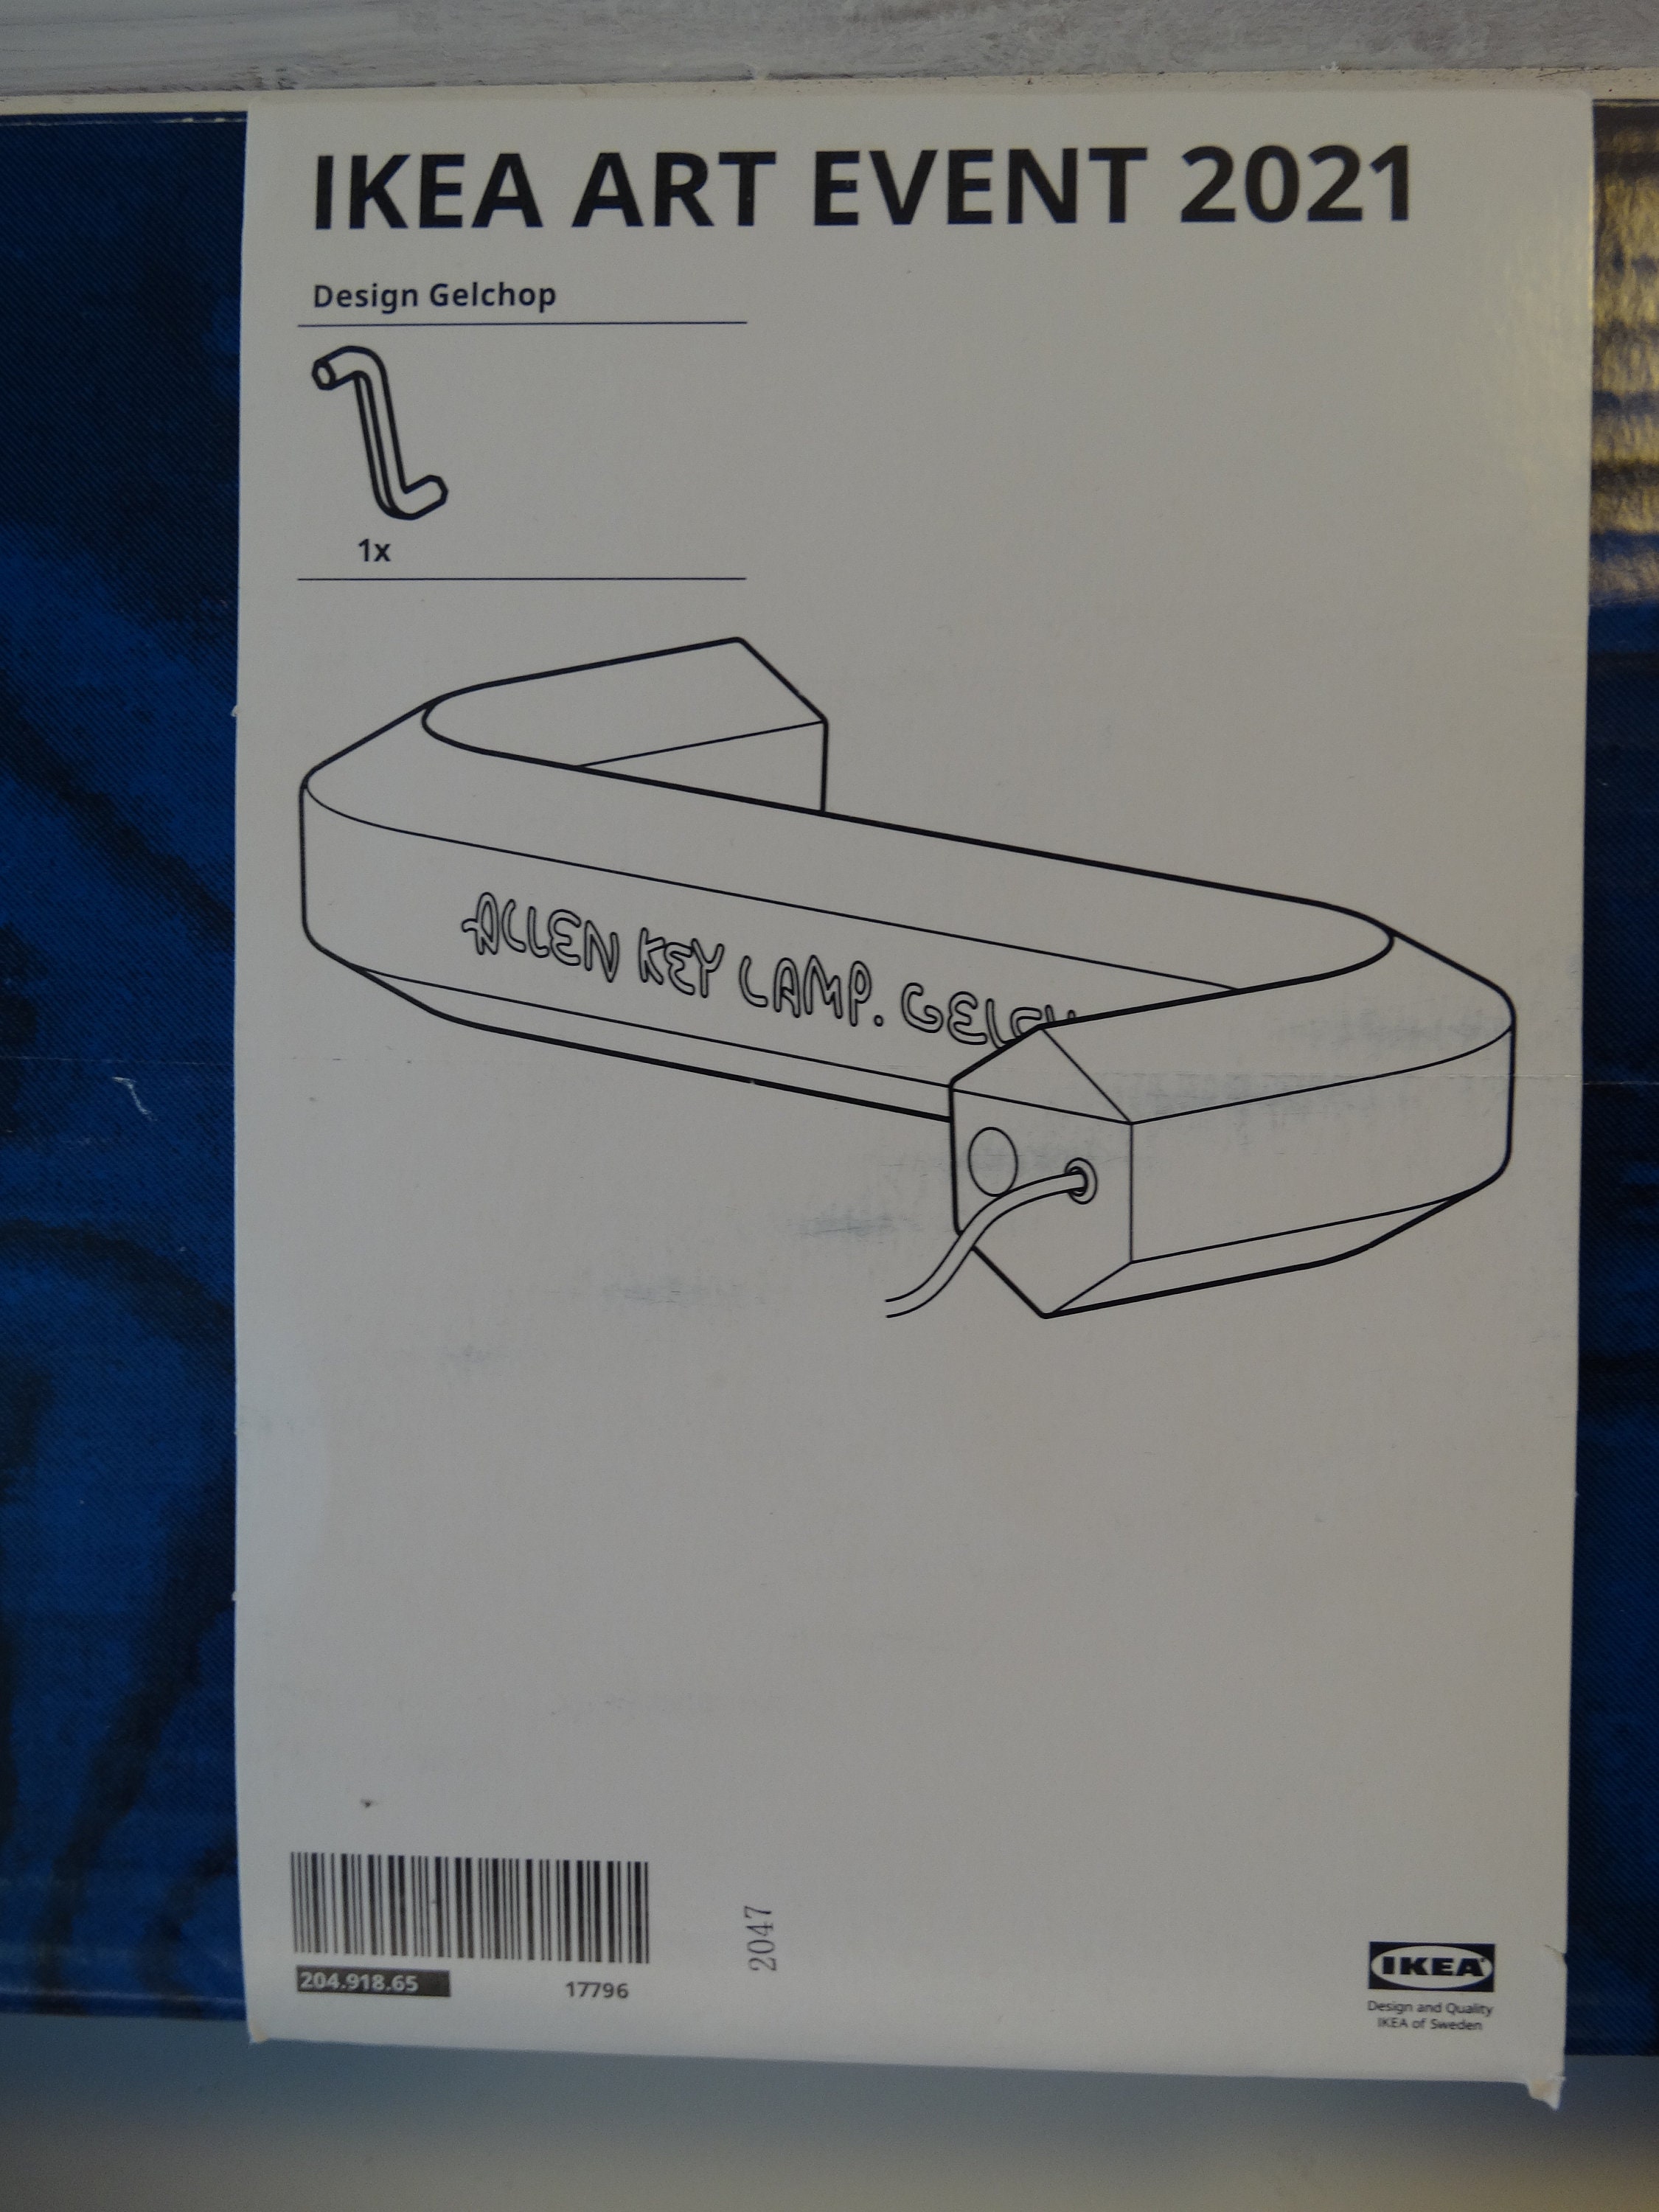 IKEA ART EVENT 2021
Design Gelchop
1x
ALLEN KEY LAMP. GELCH
204.918.65
17796
2047
IKEA
Design and Quality
IKEA of Sweden